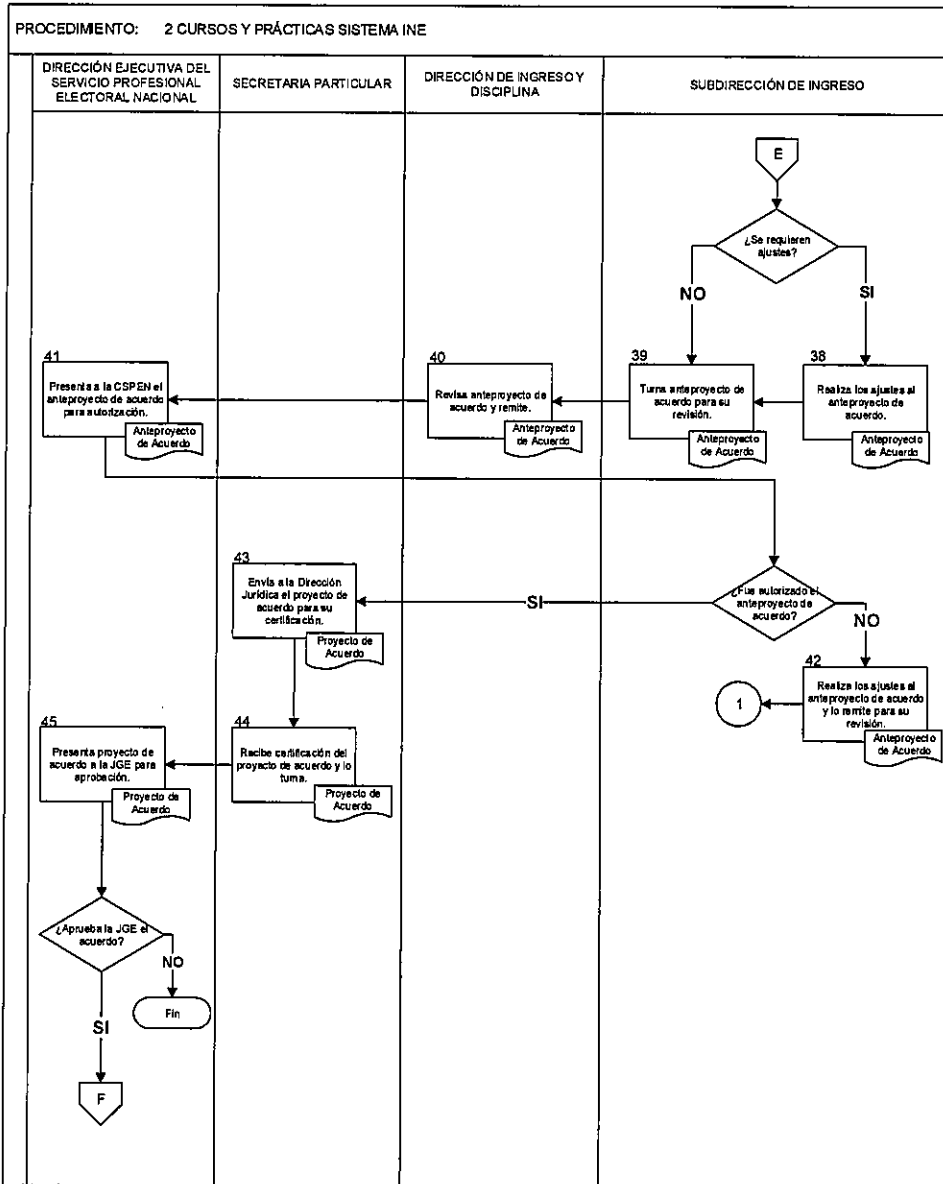 PROCEDIMIENTO: 2 CURSOS Y PRÁCTICAS SISTEMA INE
DIRECCIÓN EJECUTIVA DEL
SERVICIO PROFESIONAL
ELECTORAL NACIONAL
SECRETARIA PARTICULAR
DIRECCIÓN DE INGRESO Y
DISCIPLINA
SUBDIRECCIÓN DE INGRESO
E
¿Se requieren
ajustes?
NO
SI
41
Presenta a la CSPEN el
anteproyecto de acuerdo
para autorización.
Anteproyecto
de Acuerdo
40
Revisa anteproyecto de
acuerdo y remite.
Anteproyecto
de Acuerdo
39
Turna anteproyecto de
acuerdo para su
revisión.
Anteproyecto
de Acuerdo
38
Realiza los ajustes al
anteproyecto de
acuerdo.
Anteproyecto
de Acuerdo
43
Envía a la Dirección
Jurídica el proyecto de
acuerdo para su
certificación.
Proyecto de
Acuerdo
SI
¿Fue autorizado el
anteproyecto de
acuerdo?
NO
42
Realiza los ajustes al
anteproyecto de acuerdo
y lo remite para su
revisión.
Anteproyecto
de Acuerdo
1
45
Presenta proyecto de
acuerdo a la JGE para
aprobación.
Proyecto de
Acuerdo
44
Recibe certificación del
proyecto de acuerdo y lo
turna.
Proyecto de
Acuerdo
¿Aprueba la JGE el
acuerdo?
NO
Fin
SI
F